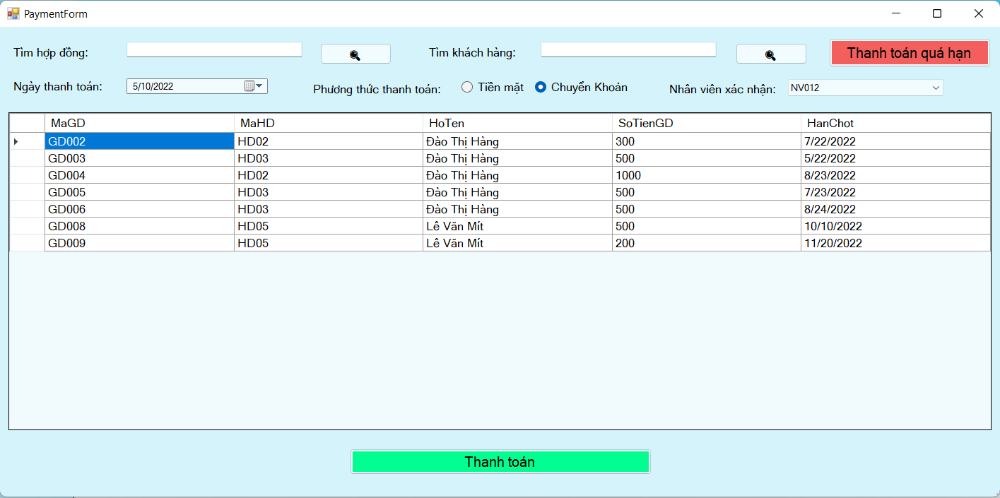 PaymentForm
Tìm hợp đồng: Tìm khách hàng: Thanh toán quá hạn
Ngày thanh toán: 5/10/2022 Phương thức thanh toán: Tiền mặt Chuyển Khoản Nhân viên xác nhận: NV012
MaGD MaHD HoTen SoTienGD HanChot
GD002 HD02 Đào Thị Hàng 300 7/22/2022
GD003 HD03 Đào Thị Hàng 500 5/22/2022
GD004 HD02 Đào Thị Hàng 1000 8/23/2022
GD005 HD03 Đào Thị Hàng 500 7/23/2022
GD006 HD03 Đào Thị Hàng 500 8/24/2022
GD008 HD05 Lê Văn Mít 500 10/10/2022
GD009 HD05 Lê Văn Mít 200 11/20/2022
Thanh toán